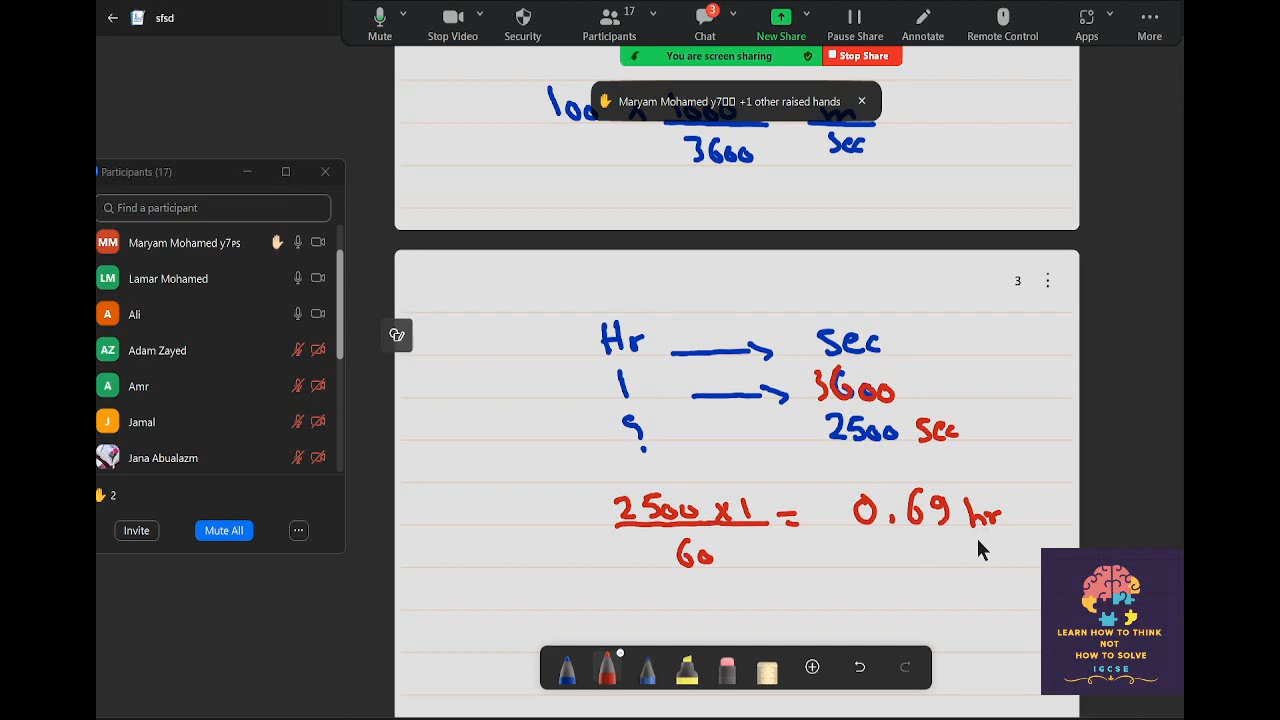 sfsd
17
3
Mute
Stop Video
Security
Participants
Chat
New Share
Pause Share
Annotate
Remote Control
Apps
More
You are screen sharing
Stop Share
Maryam Mohamed y7▯▯ +1 other raised hands
100 × 1000 m
3600 sec
Participants (17)
Find a participant
MM Maryam Mohamed y7ps
LM Lamar Mohamed
A Ali
AZ Adam Zayed
A Amr
J Jamal
Jana Abualazm
2
Invite
Mute All
3
Hr → sec
1 → 3600
? 2500 sec
2500 × 1 = 0.69 hr
60
LEARN HOW TO THINK
NOT
HOW TO SOLVE
IGCSE